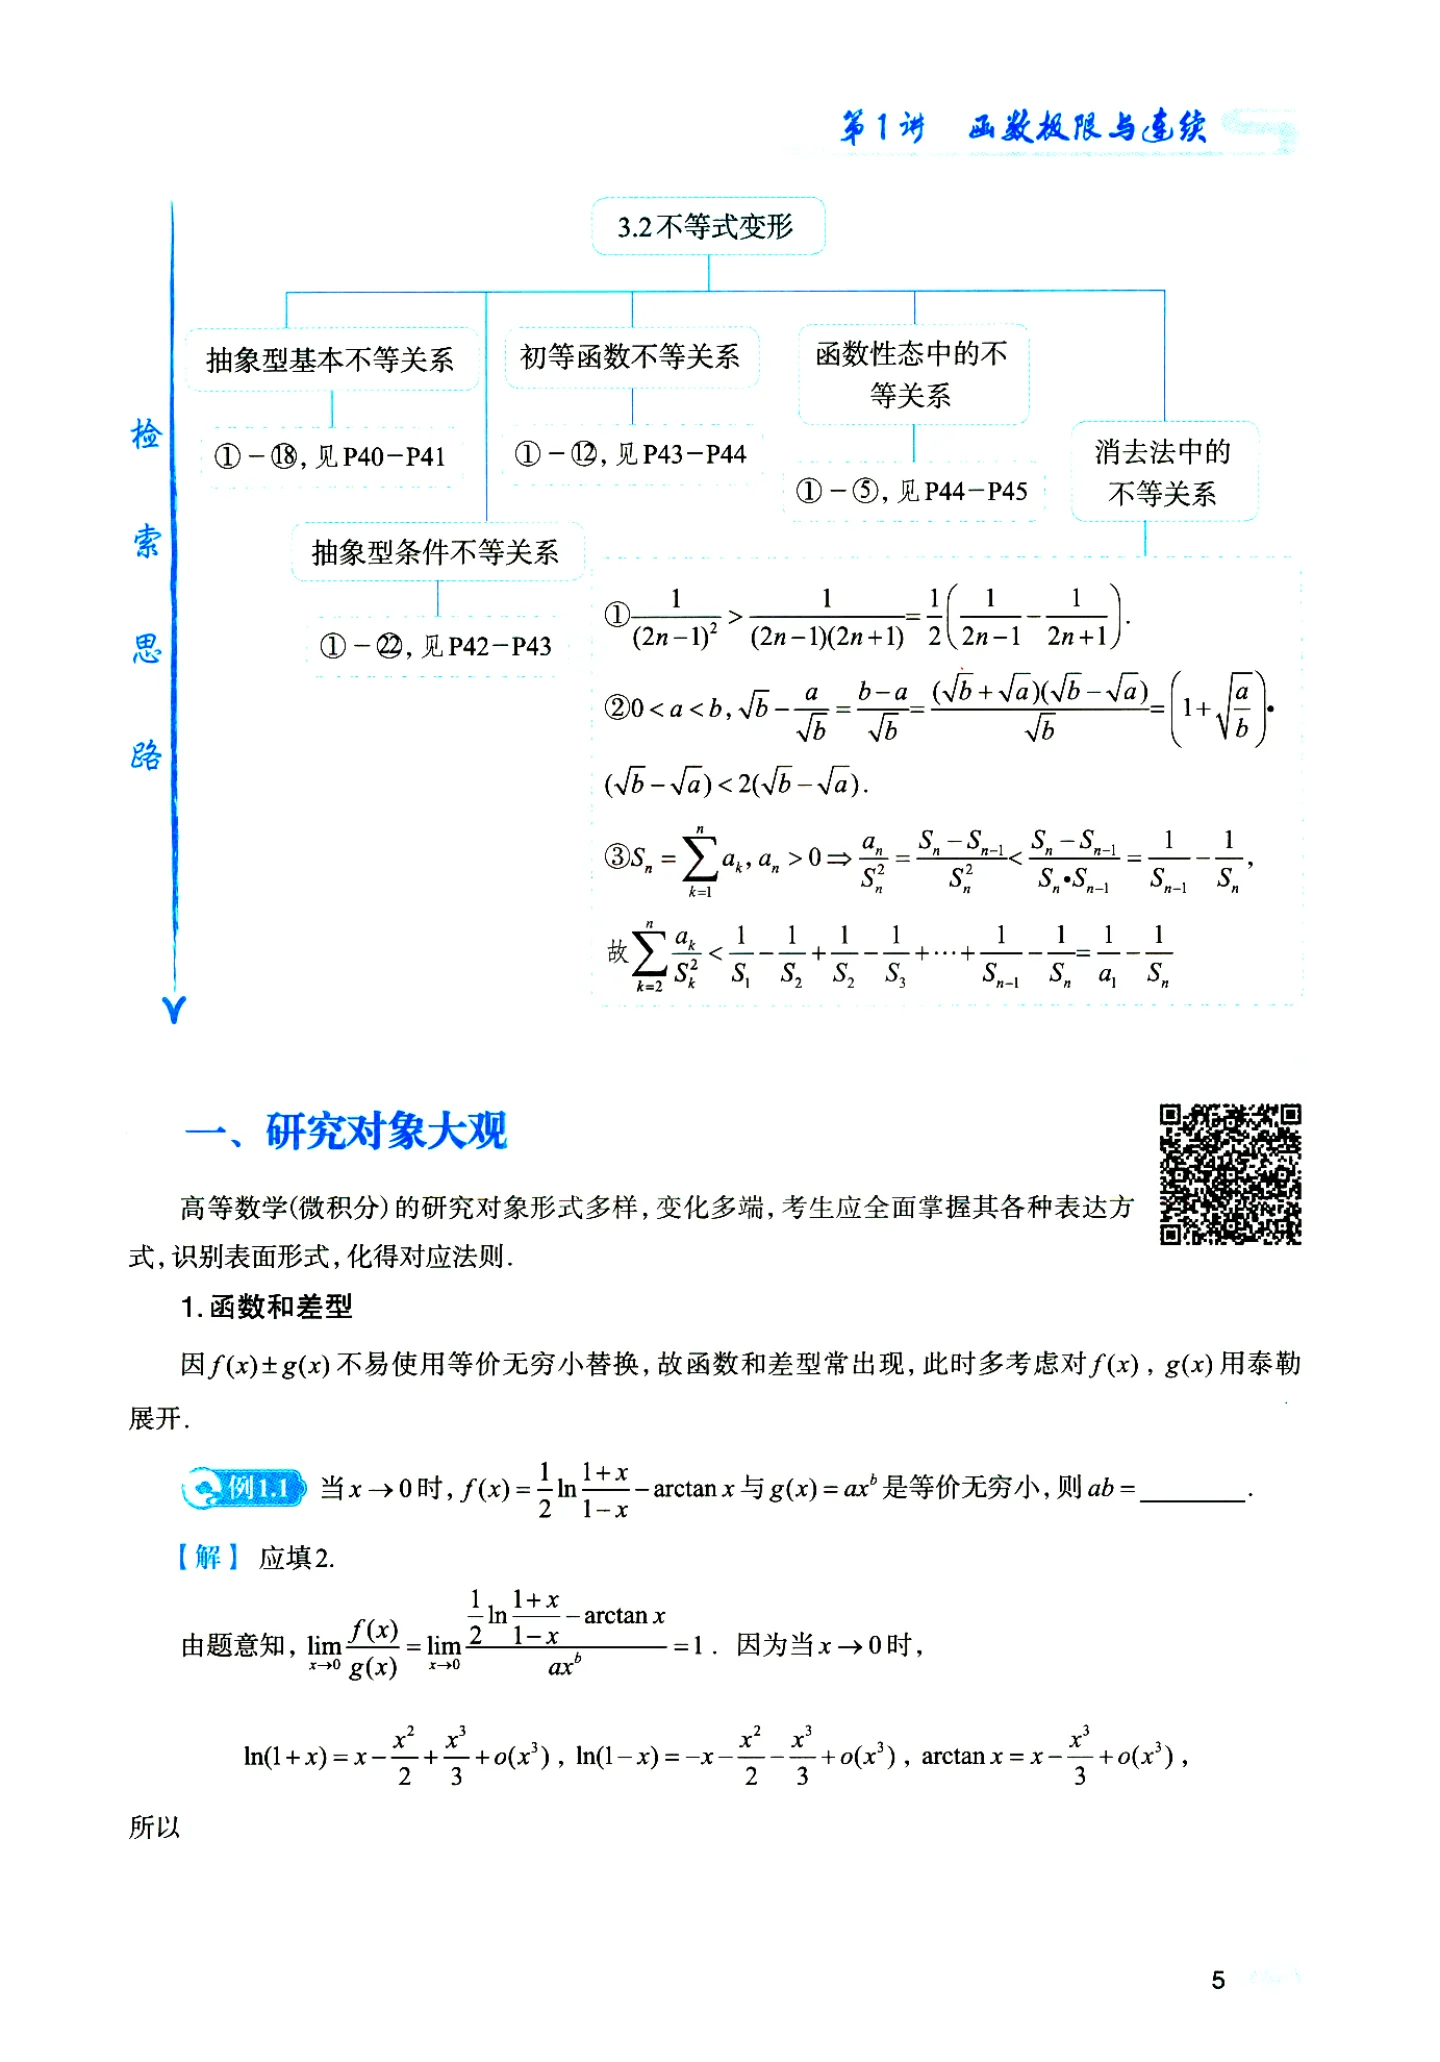 第1讲 函数极限与连续
3.2不等式变形
抽象型基本不等关系
初等函数不等关系
函数性态中的不
等关系
检
索
思
路
①-⑱, 见P40-P41
①-⑫, 见P43-P44
①-⑤, 见P44-P45
消去法中的
不等关系
抽象型条件不等关系
①-㉒, 见P42-P43
① \frac{1}{(2n-1)^2} > \frac{1}{(2n-1)(2n+1)} = \frac{1}{2}\left(\frac{1}{2n-1} - \frac{1}{2n+1}\right).
② 0<a<b, \sqrt{b} - \frac{a}{\sqrt{b}} = \frac{b-a}{\sqrt{b}} = \frac{(\sqrt{b}+\sqrt{a})(\sqrt{b}-\sqrt{a})}{\sqrt{b}} = \left(1+\sqrt{\frac{a}{b}}\right)•
(\sqrt{b}-\sqrt{a}) < 2(\sqrt{b}-\sqrt{a}).
③ S_n = \sum_{k=1}^{n} a_k, a_n > 0 ⇒ \frac{a_n}{S_n^2} = \frac{S_n-S_{n-1}}{S_n^2} < \frac{S_n-S_{n-1}}{S_n•S_{n-1}} = \frac{1}{S_{n-1}} - \frac{1}{S_n},
故 \sum_{k=2}^{n} \frac{a_k}{S_k^2} < \frac{1}{S_1} - \frac{1}{S_2} + \frac{1}{S_2} - \frac{1}{S_3} + ⋯ + \frac{1}{S_{n-1}} - \frac{1}{S_n} = \frac{1}{a_1} - \frac{1}{S_n}
一、研究对象大观
高等数学(微积分)的研究对象形式多样, 变化多端, 考生应全面掌握其各种表达方
式, 识别表面形式, 化得对应法则.
1. 函数和差型
因f(x)±g(x)不易使用等价无穷小替换, 故函数和差型常出现, 此时多考虑对f(x), g(x)用泰勒
展开.
例1.1 当x→0时, f(x) = \frac{1}{2}\ln\frac{1+x}{1-x} - arctan x与g(x) = ax^b是等价无穷小, 则ab = ________.
【解】 应填2.
由题意知, \lim_{x→0} \frac{f(x)}{g(x)} = \lim_{x→0} \frac{\frac{1}{2}\ln\frac{1+x}{1-x} - arctan x}{ax^b} = 1. 因为当x→0时,
ln(1+x) = x - \frac{x^2}{2} + \frac{x^3}{3} + o(x^3), ln(1-x) = -x - \frac{x^2}{2} - \frac{x^3}{3} + o(x^3), arctan x = x - \frac{x^3}{3} + o(x^3),
所以
5